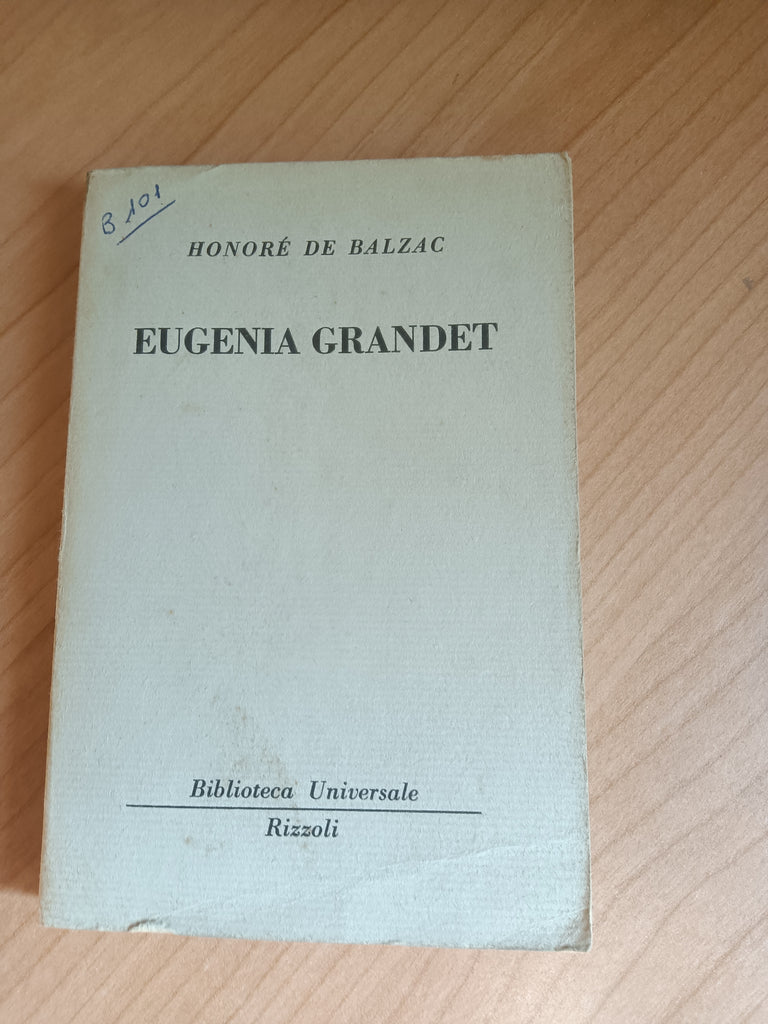 B 101
HONORÉ DE BALZAC
EUGENIA GRANDET
Biblioteca Universale
Rizzoli